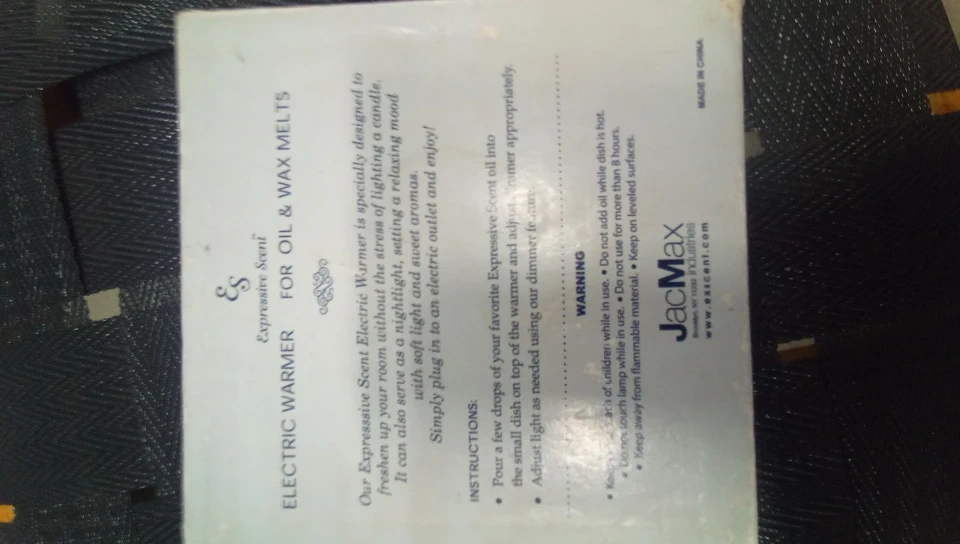 ES
Expressive Scent™
ELECTRIC WARMER FOR OIL & WAX MELTS
Our Expresssive Scent Electric Warmer is specially designed to
freshen up your room without the stress of lighting a candle.
It can also serve as a nightlight, setting a relaxing mood
with soft light and sweet aromas.
Simply plug in to an electric outlet and enjoy!
INSTRUCTIONS:
• Pour a few drops of your favorite Expressive Scent oil into
the small dish on top of the warmer and adjust dimmer appropriately.
• Adjust light as needed using our dimmer
WARNING
• of children while in use. • Do not add oil while dish is hot.
• Do not touch lamp while in use. • Do not use for more than 8 hours.
• Keep away from flammable material. • Keep on leveled surfaces.
JacMax
industries
www.exscent.com
MADE IN CHINA